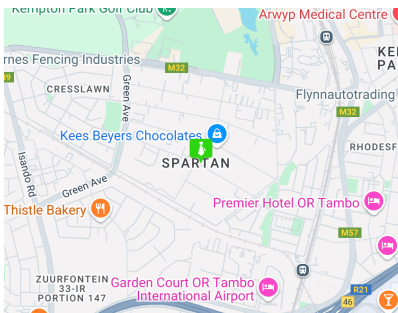 Kempton Park Golf Club
Arwyp Medical Centre
rnes Fencing Industries
M32
KE
PA
CRESSLAWN
Green Ave
Flynnautotrading
M32
Kees Beyers Chocolates
RHODESF
SPARTAN
Isando Rd
Green Ave
Thistle Bakery
Premier Hotel OR Tambo
M57
ZUURFONTEIN
33-IR
PORTION 147
Garden Court OR Tambo
International Airport
R21
46